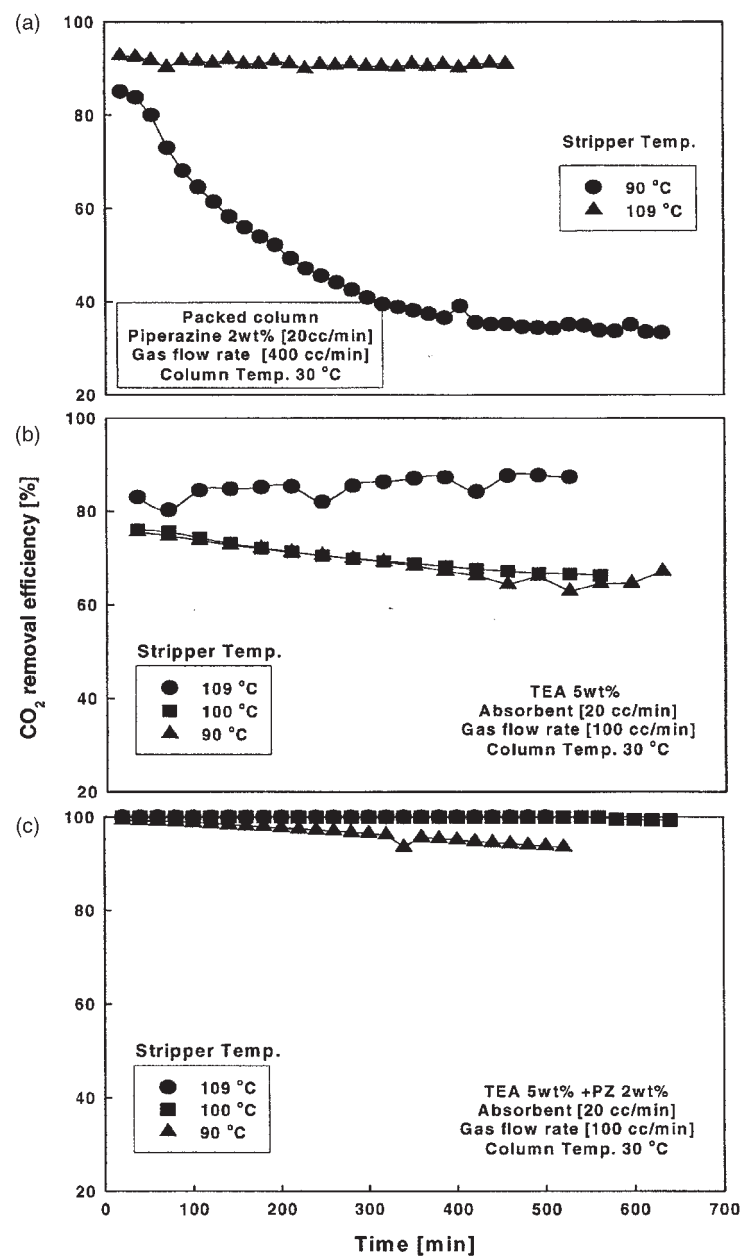 (a)
100
80
60
40
20
Stripper Temp.
90 °C
109 °C
Packed column
Piperazine 2wt% [20cc/min]
Gas flow rate [400 cc/min]
Column Temp. 30 °C
(b)
100
80
60
40
20
Stripper Temp.
109 °C
100 °C
90 °C
TEA 5wt%
Absorbent [20 cc/min]
Gas flow rate [100 cc/min]
Column Temp. 30 °C
CO₂ removal efficiency [%]
(c)
100
80
60
40
20
Stripper Temp.
109 °C
100 °C
90 °C
TEA 5wt% +PZ 2wt%
Absorbent [20 cc/min]
Gas flow rate [100 cc/min]
Column Temp. 30 °C
0 100 200 300 400 500 600 700
Time [min]